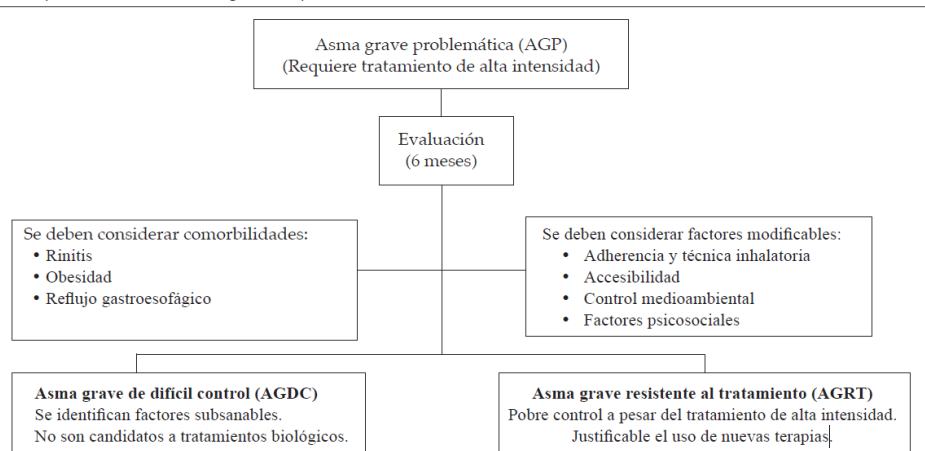 Asma grave problemática (AGP)
(Requiere tratamiento de alta intensidad)
Evaluación
(6 meses)
Se deben considerar comorbilidades:
• Rinitis
• Obesidad
• Reflujo gastroesofágico
Se deben considerar factores modificables:
• Adherencia y técnica inhalatoria
• Accesibilidad
• Control medioambiental
• Factores psicosociales
Asma grave de difícil control (AGDC)
Se identifican factores subsanables.
No son candidatos a tratamientos biológicos.
Asma grave resistente al tratamiento (AGRT)
Pobre control a pesar del tratamiento de alta intensidad.
Justificable el uso de nuevas terapias.